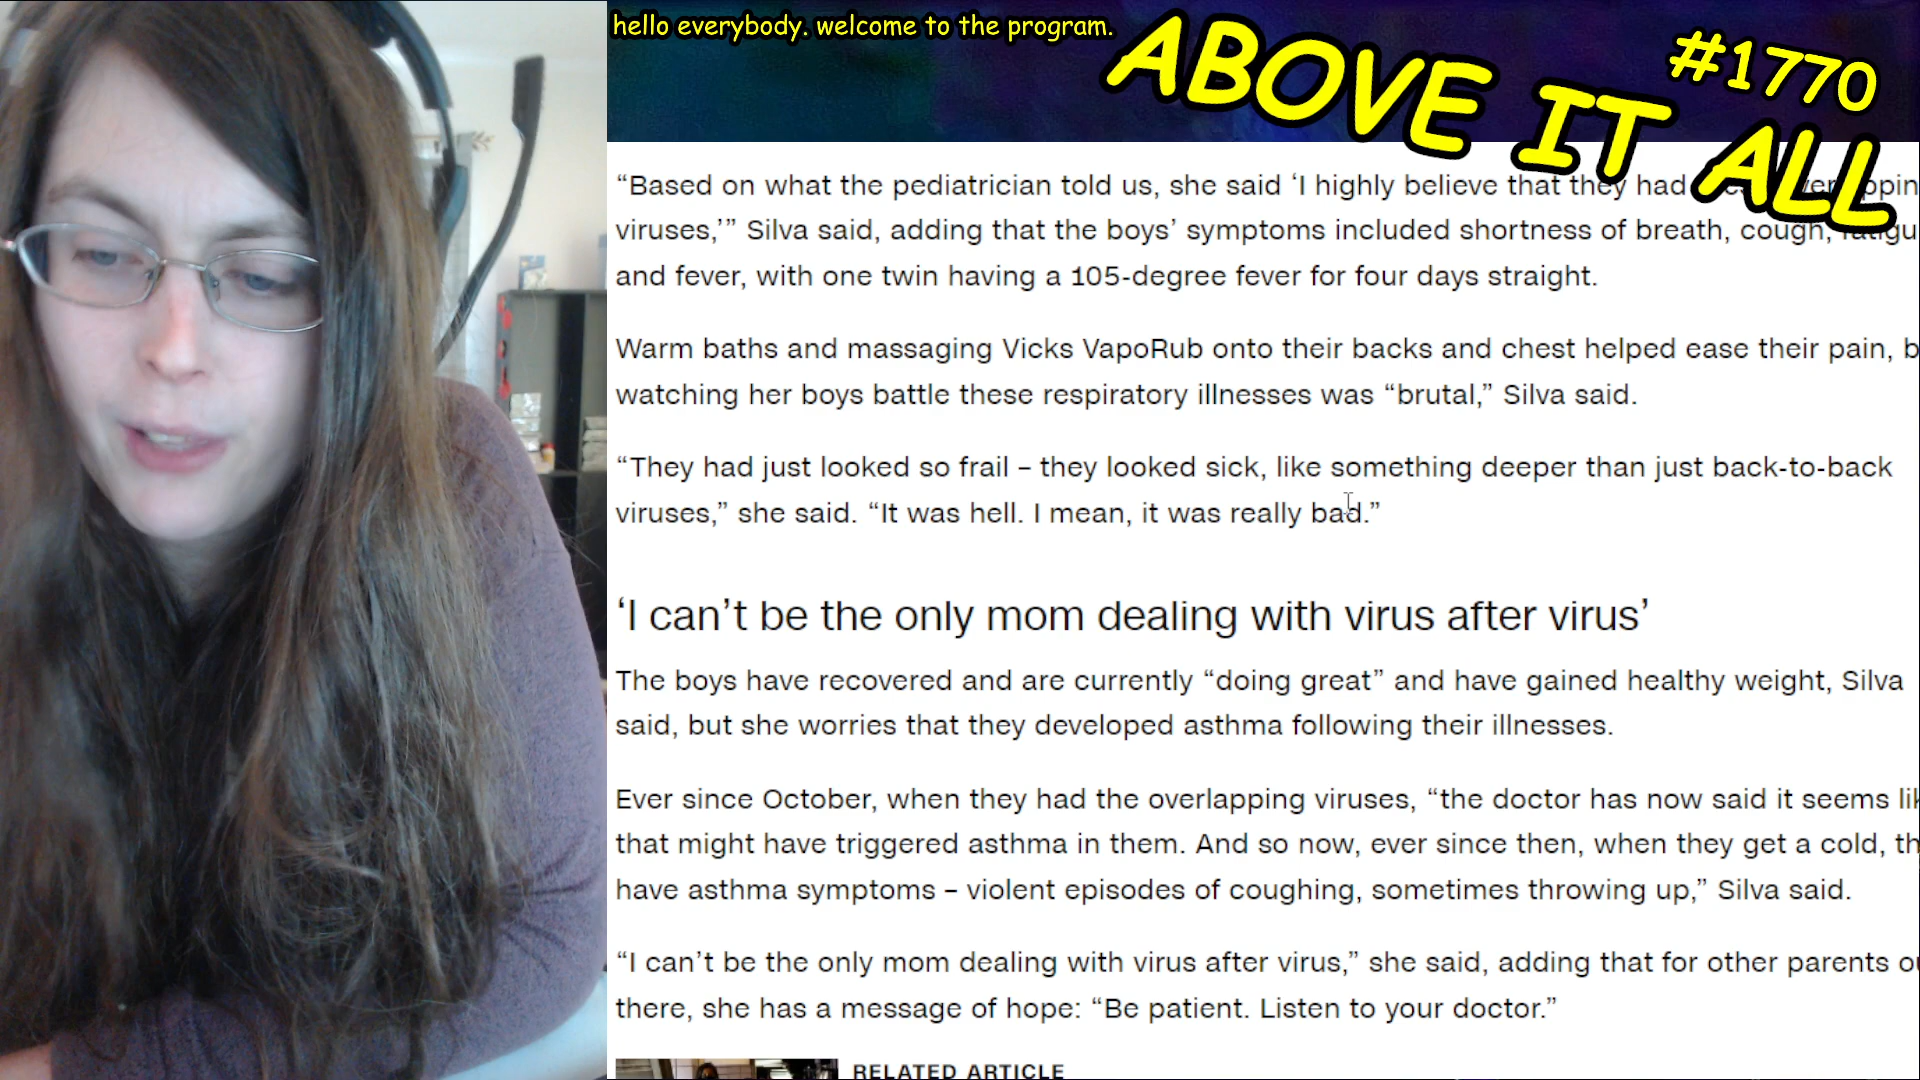 hello everybody. welcome to the program.
ABOVE IT ALL
#1770
“Based on what the pediatrician told us, she said ‘I highly believe that they had
viruses,’” Silva said, adding that the boys’ symptoms included shortness of breath, cough,
and fever, with one twin having a 105-degree fever for four days straight.
Warm baths and massaging Vicks VapoRub onto their backs and chest helped ease their pain,
watching her boys battle these respiratory illnesses was “brutal,” Silva said.
“They had just looked so frail – they looked sick, like something deeper than just back-to-back
viruses,” she said. “It was hell. I mean, it was really bad.”
‘I can’t be the only mom dealing with virus after virus’
The boys have recovered and are currently “doing great” and have gained healthy weight, Silva
said, but she worries that they developed asthma following their illnesses.
Ever since October, when they had the overlapping viruses, “the doctor has now said it seems
that might have triggered asthma in them. And so now, ever since then, when they get a cold,
have asthma symptoms – violent episodes of coughing, sometimes throwing up,” Silva said.
“I can’t be the only mom dealing with virus after virus,” she said, adding that for other parents
there, she has a message of hope: “Be patient. Listen to your doctor.”
RELATED ARTICLE